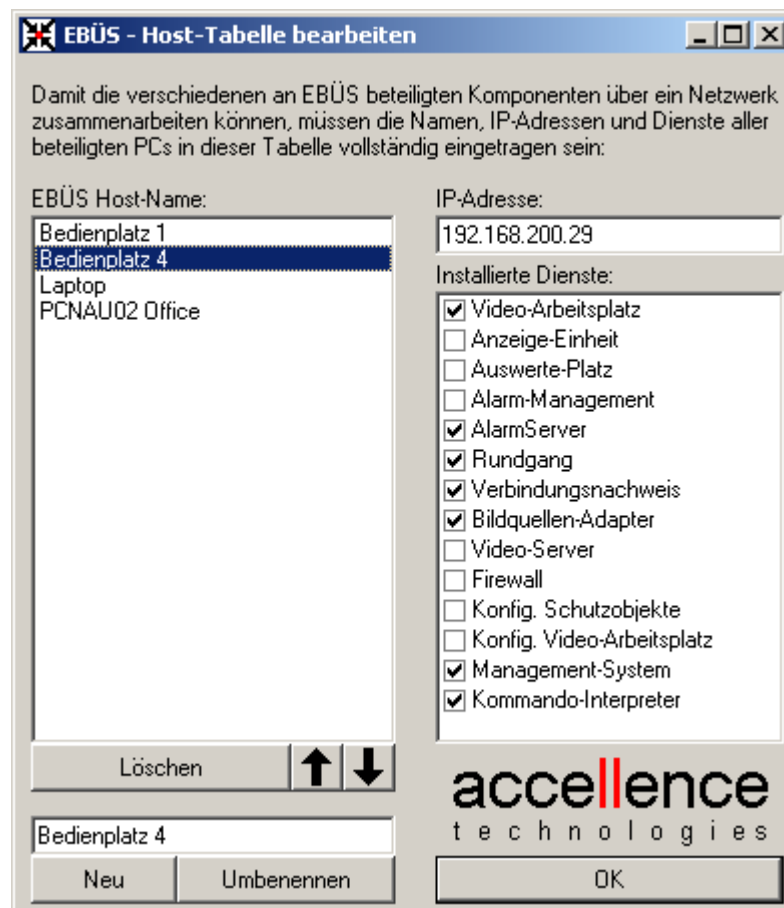 EBÜS - Host-Tabelle bearbeiten
Damit die verschiedenen an EBÜS beteiligten Komponenten über ein Netzwerk
zusammenarbeiten können, müssen die Namen, IP-Adressen und Dienste aller
beteiligten PCs in dieser Tabelle vollständig eingetragen sein:
EBÜS Host-Name:
Bedienplatz 1
Bedienplatz 4
Laptop
PCNAU02 Office
Löschen
Bedienplatz 4
Neu
Umbenennen
IP-Adresse:
192.168.200.29
Installierte Dienste:
Video-Arbeitsplatz
Anzeige-Einheit
Auswerte-Platz
Alarm-Management
AlarmServer
Rundgang
Verbindungsnachweis
Bildquellen-Adapter
Video-Server
Firewall
Konfig. Schutzobjekte
Konfig. Video-Arbeitsplatz
Management-System
Kommando-Interpreter
accellence
technologies
OK